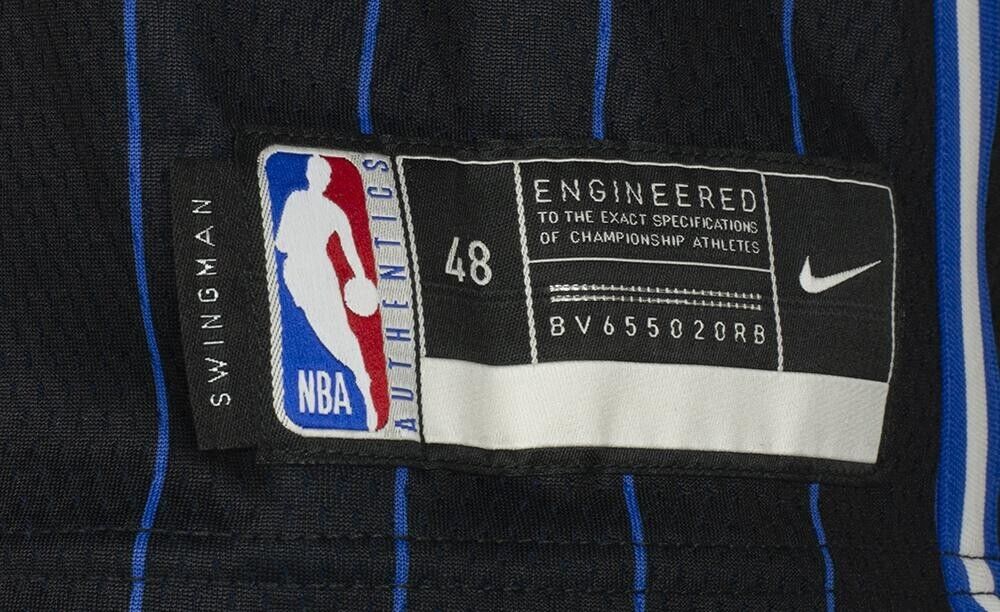 SWINGMAN
NBA
AUTHENTICS
48
ENGINEERED
TO THE EXACT SPECIFICATIONS
OF CHAMPIONSHIP ATHLETES
BV655020RB